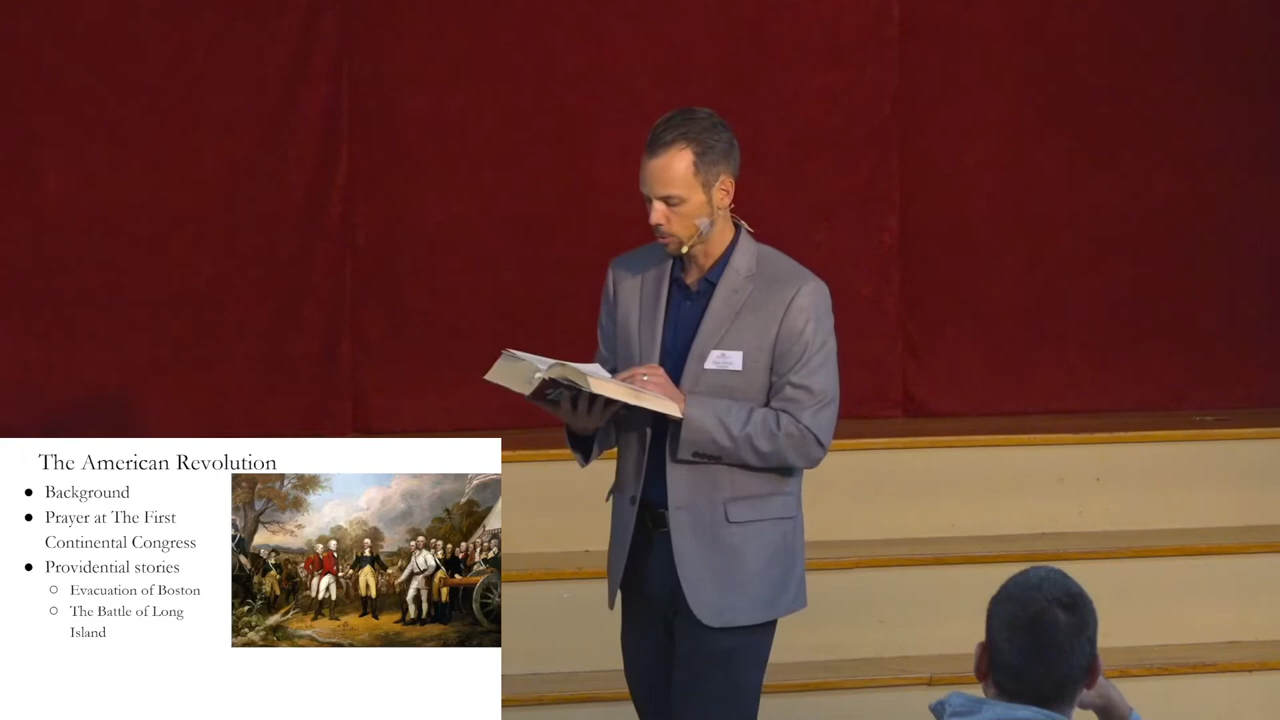 The American Revolution
● Background
● Prayer at The First
Continental Congress
● Providential stories
○ Evacuation of Boston
○ The Battle of Long
Island